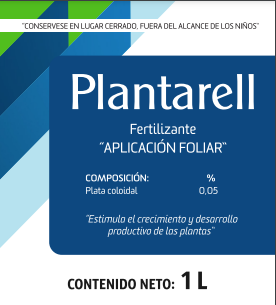 "CONSERVESE EN LUGAR CERRADO, FUERA DEL ALCANCE DE LOS NIÑOS"
Plantarell
Fertilizante
"APLICACIÓN FOLIAR"
COMPOSICIÓN: %
Plata coloidal 0,05
"Estimula el crecimiento y desarrollo
productivo de las plantas"
CONTENIDO NETO: 1 L